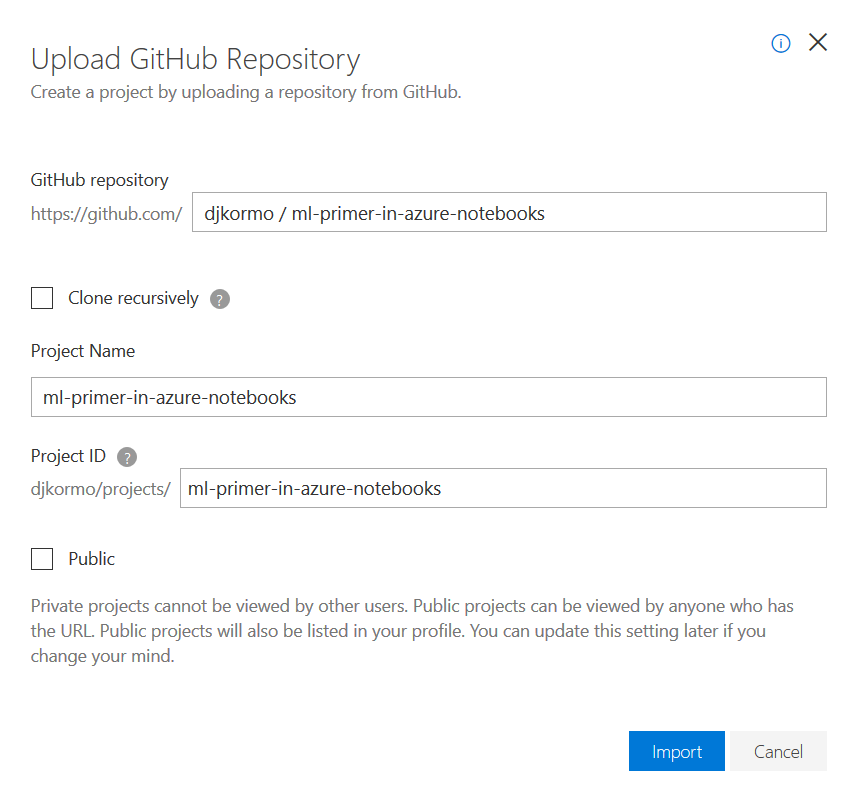 Upload GitHub Repository
Create a project by uploading a repository from GitHub.
GitHub repository
https://github.com/ djkormo / ml-primer-in-azure-notebooks
Clone recursively ?
Project Name
ml-primer-in-azure-notebooks
Project ID ?
djkormo/projects/ ml-primer-in-azure-notebooks
Public
Private projects cannot be viewed by other users. Public projects can be viewed by anyone who has
the URL. Public projects will also be listed in your profile. You can update this setting later if you
change your mind.
Import Cancel